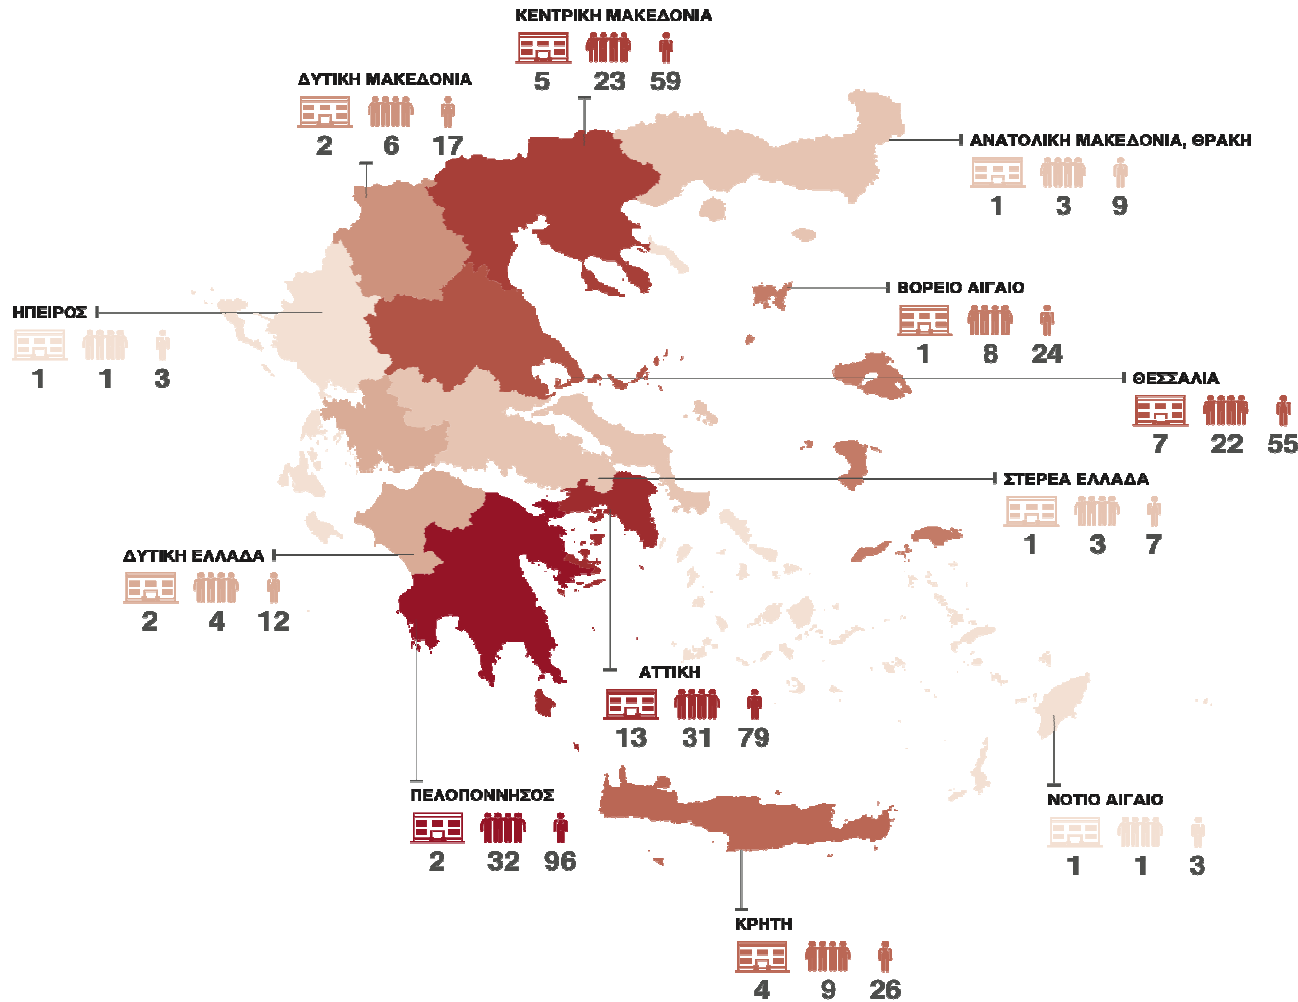 ΚΕΝΤΡΙΚΗ ΜΑΚΕΔΟΝΙΑ
5 23 59
ΔΥΤΙΚΗ ΜΑΚΕΔΟΝΙΑ
2 6 17
ΑΝΑΤΟΛΙΚΗ ΜΑΚΕΔΟΝΙΑ, ΘΡΑΚΗ
1 3 9
ΒΟΡΕΙΟ ΑΙΓΑΙΟ
1 8 24
ΗΠΕΙΡΟΣ
1 1 3
ΘΕΣΣΑΛΙΑ
7 22 55
ΣΤΕΡΕΑ ΕΛΛΑΔΑ
1 3 7
ΔΥΤΙΚΗ ΕΛΛΑΔΑ
2 4 12
ΑΤΤΙΚΗ
13 31 79
ΠΕΛΟΠΟΝΝΗΣΟΣ
2 32 96
ΝΟΤΙΟ ΑΙΓΑΙΟ
1 1 3
ΚΡΗΤΗ
4 9 26